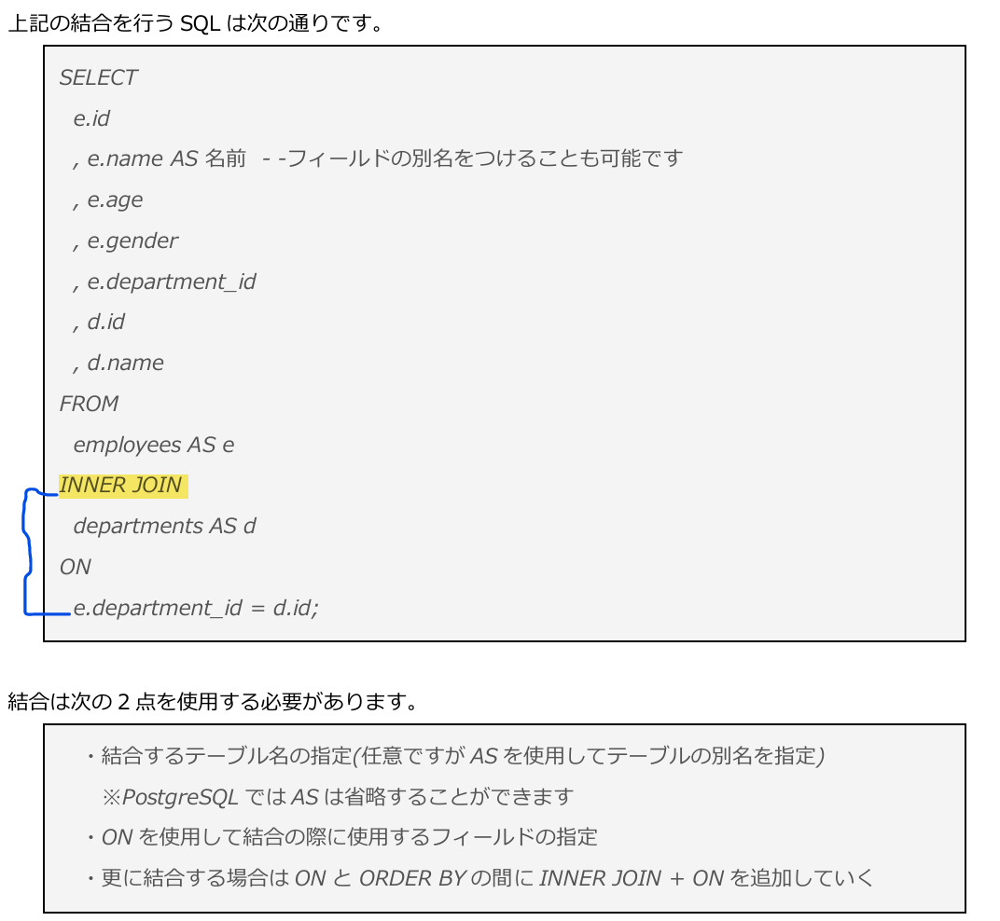 上記の結合を行う SQL は次の通りです。
SELECT
e.id
, e.name AS 名前 - -フィールドの別名をつけることも可能です
, e.age
, e.gender
, e.department_id
, d.id
, d.name
FROM
employees AS e
INNER JOIN
departments AS d
ON
e.department_id = d.id;
結合は次の 2 点を使用する必要があります。
・結合するテーブル名の指定(任意ですが AS を使用してテーブルの別名を指定)
※PostgreSQL では AS は省略することができます
・ON を使用して結合の際に使用するフィールドの指定
・更に結合する場合は ON と ORDER BY の間に INNER JOIN + ON を追加していく